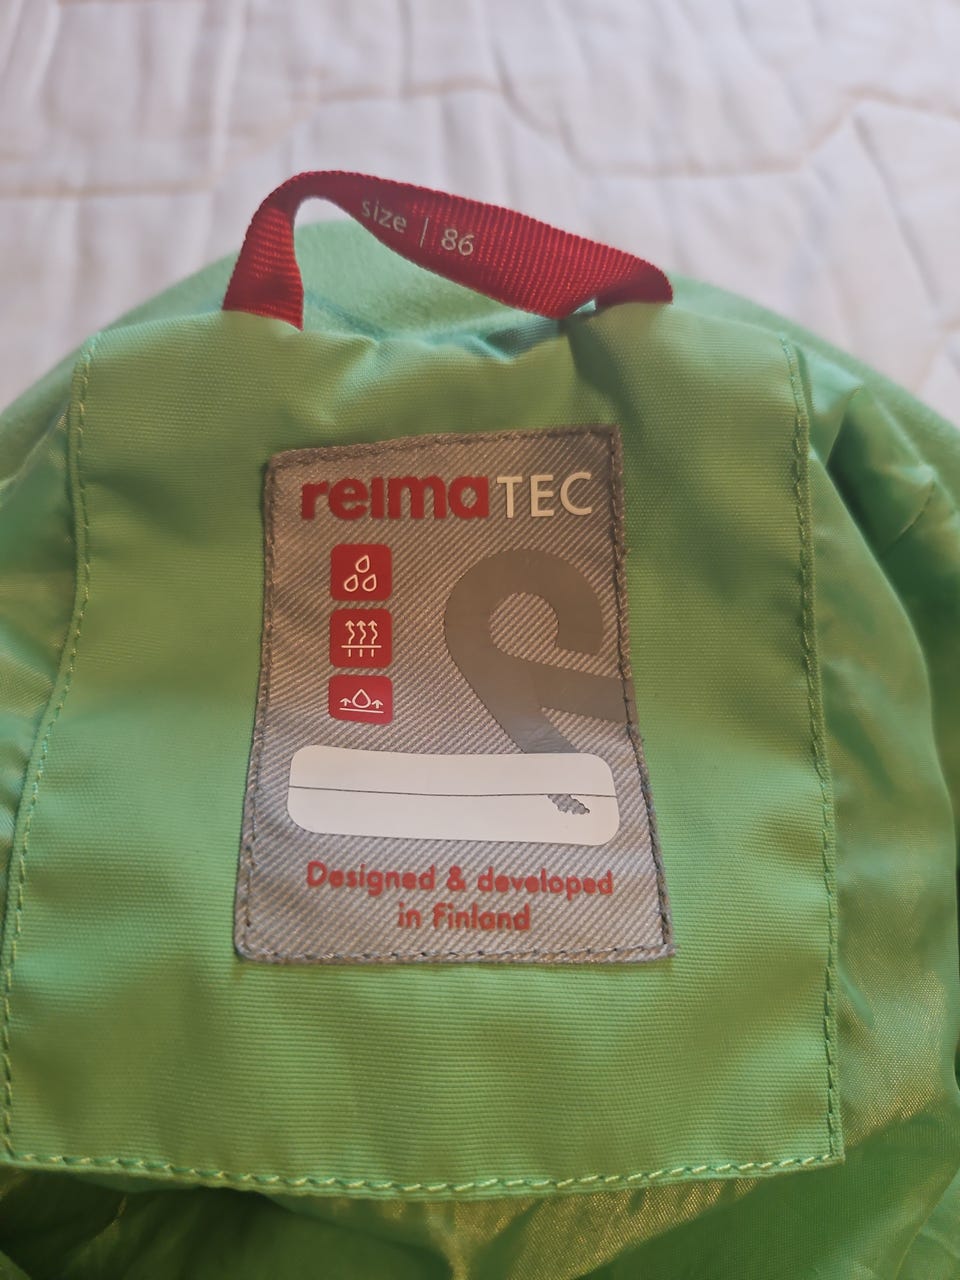 size | 86
reimaTEC
Designed & developed
in Finland